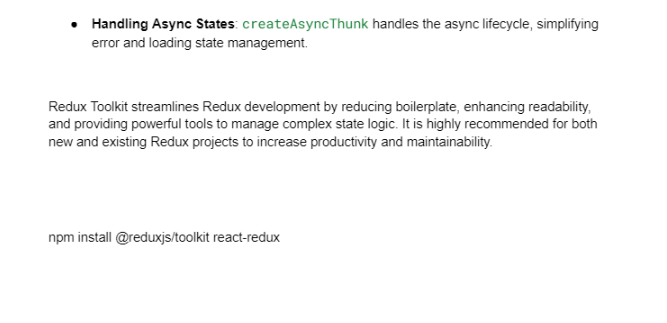 ● Handling Async States: createAsyncThunk handles the async lifecycle, simplifying
error and loading state management.
Redux Toolkit streamlines Redux development by reducing boilerplate, enhancing readability,
and providing powerful tools to manage complex state logic. It is highly recommended for both
new and existing Redux projects to increase productivity and maintainability.
npm install @reduxjs/toolkit react-redux